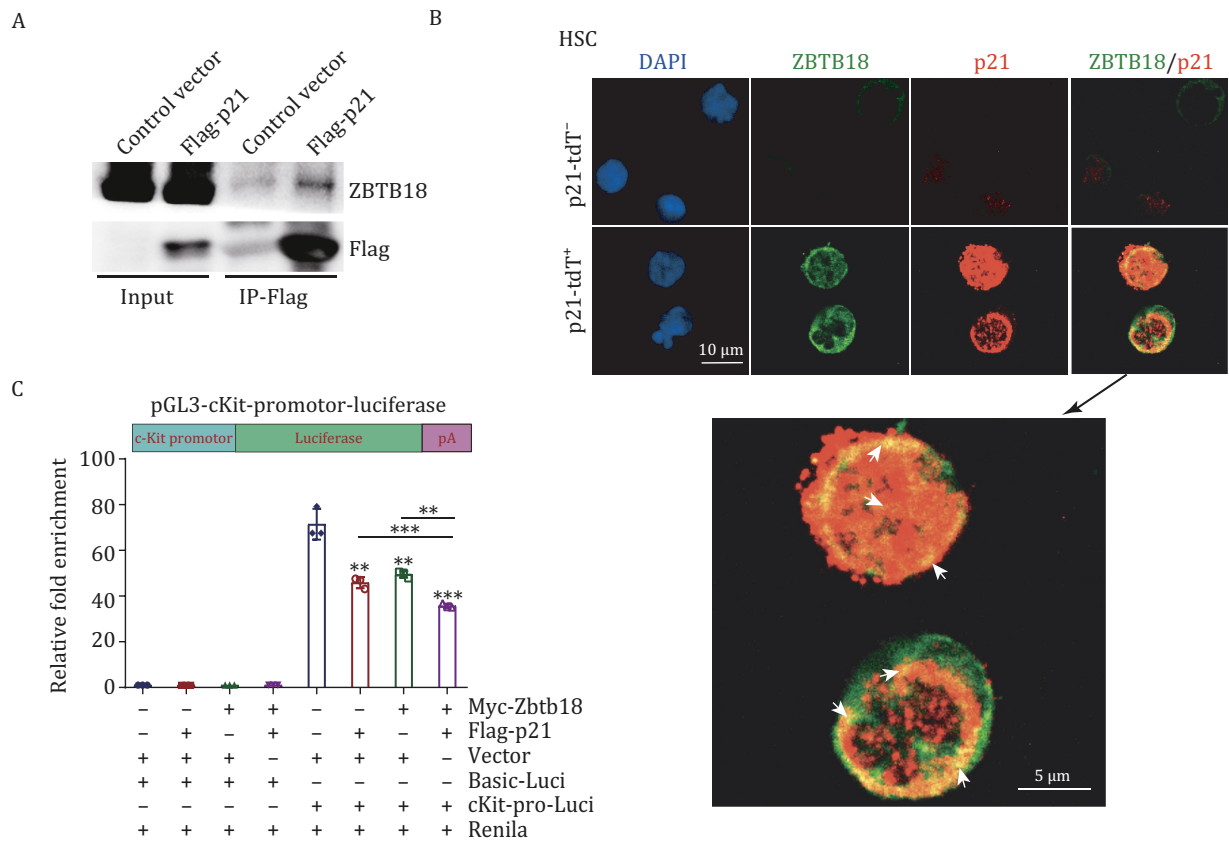 A
Control vector
Flag-p21
Control vector
Flag-p21
ZBTB18
Flag
Input
IP-Flag
B
HSC
DAPI
ZBTB18
p21
ZBTB18/p21
p21-tdT⁻
p21-tdT⁺
10 μm
5 μm
C
pGL3-cKit-promotor-luciferase
c-Kit promotor
Luciferase
pA
Relative fold enrichment
100
80
60
40
20
0
**
***
**
**
***
– – + + – – + + Myc-Zbtb18
– + – + – + – + Flag-p21
+ + + – + + + – Vector
+ + + + – – – – Basic-Luci
– – – – + + + + cKit-pro-Luci
+ + + + + + + + Renila